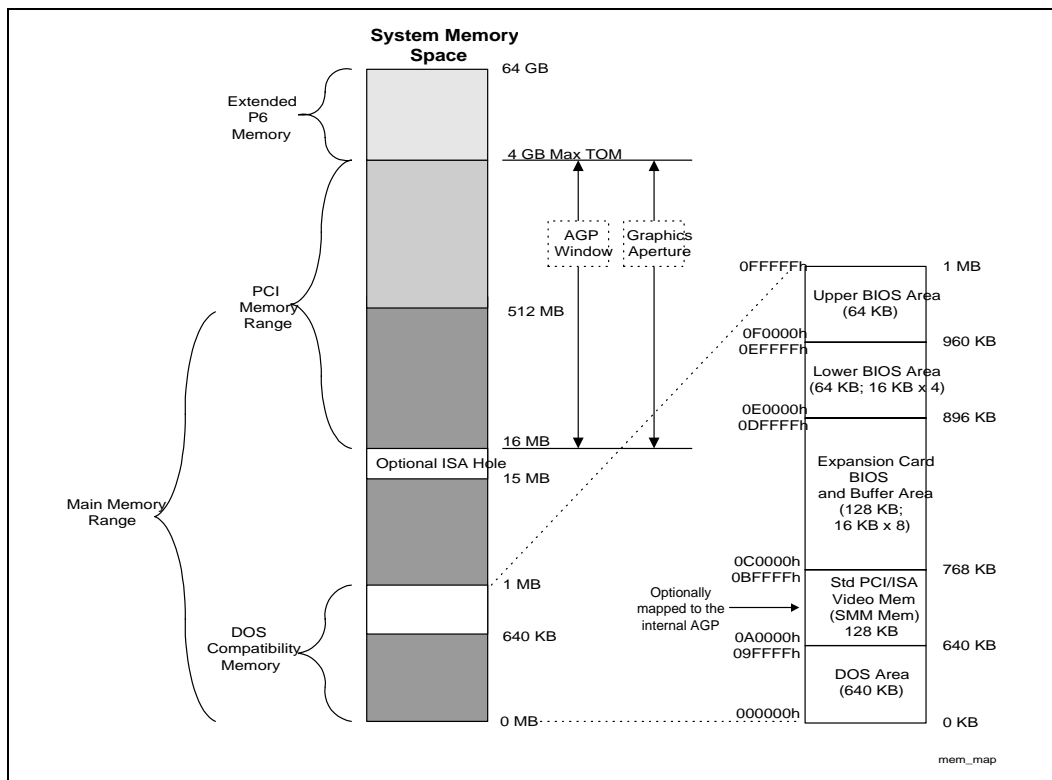 System Memory
Space
64 GB
Extended
P6
Memory
4 GB Max TOM
AGP
Window
Graphics
Aperture
PCI
Memory
Range
512 MB
16 MB
Optional ISA Hole
15 MB
Main Memory
Range
1 MB
DOS
Compatibility
Memory
640 KB
0 MB
0FFFFFh
1 MB
Upper BIOS Area
(64 KB)
0F0000h
0EFFFFh
960 KB
Lower BIOS Area
(64 KB; 16 KB x 4)
0E0000h
0DFFFFh
896 KB
Expansion Card
BIOS
and Buffer Area
(128 KB;
16 KB x 8)
0C0000h
0BFFFFh
768 KB
Optionally
mapped to the
internal AGP
Std PCI/ISA
Video Mem
(SMM Mem)
128 KB
0A0000h
09FFFFh
640 KB
DOS Area
(640 KB)
000000h
0 KB
mem_map